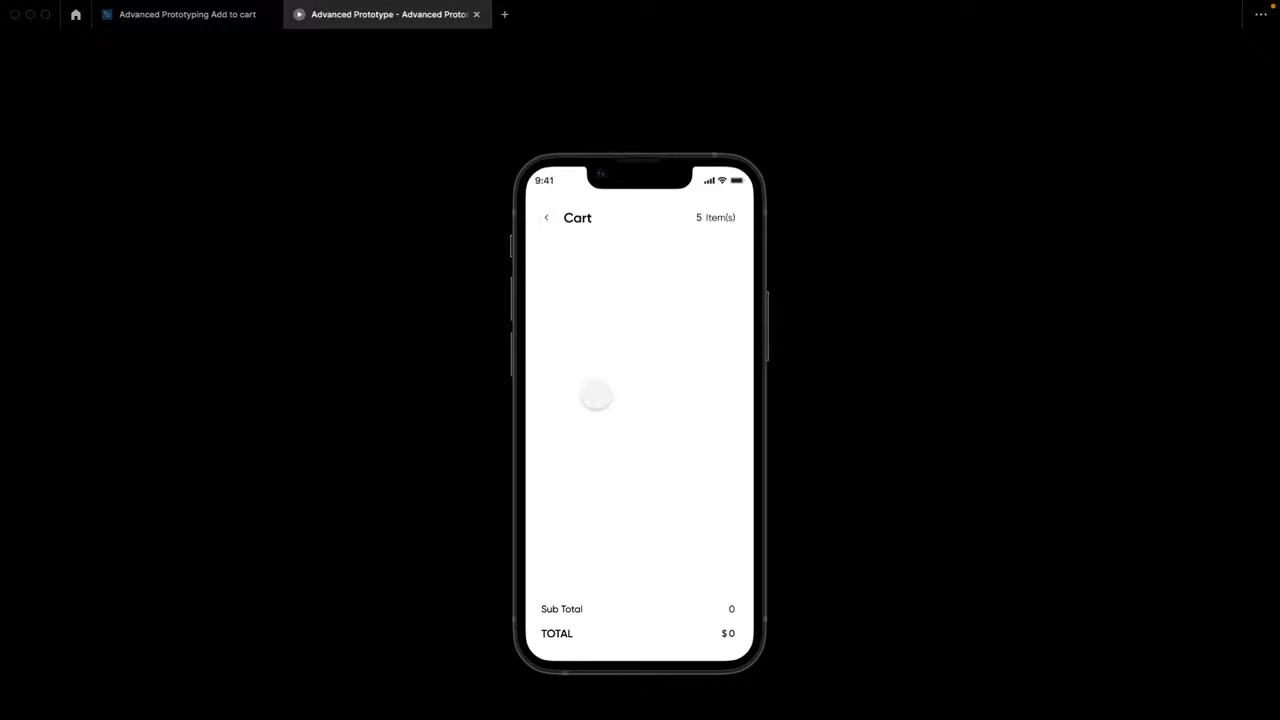 Advanced Prototyping Add to cart
Advanced Prototype - Advanced Proto
9:41
Cart
5 Item(s)
Sub Total 0
TOTAL $ 0